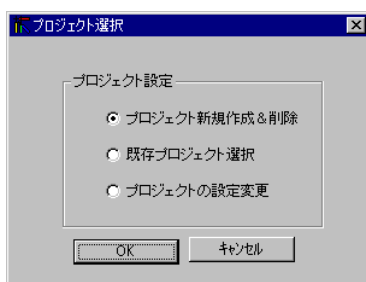 プロジェクト選択
プロジェクト設定
プロジェクト新規作成＆削除
既存プロジェクト選択
プロジェクトの設定変更
OK
キャンセル